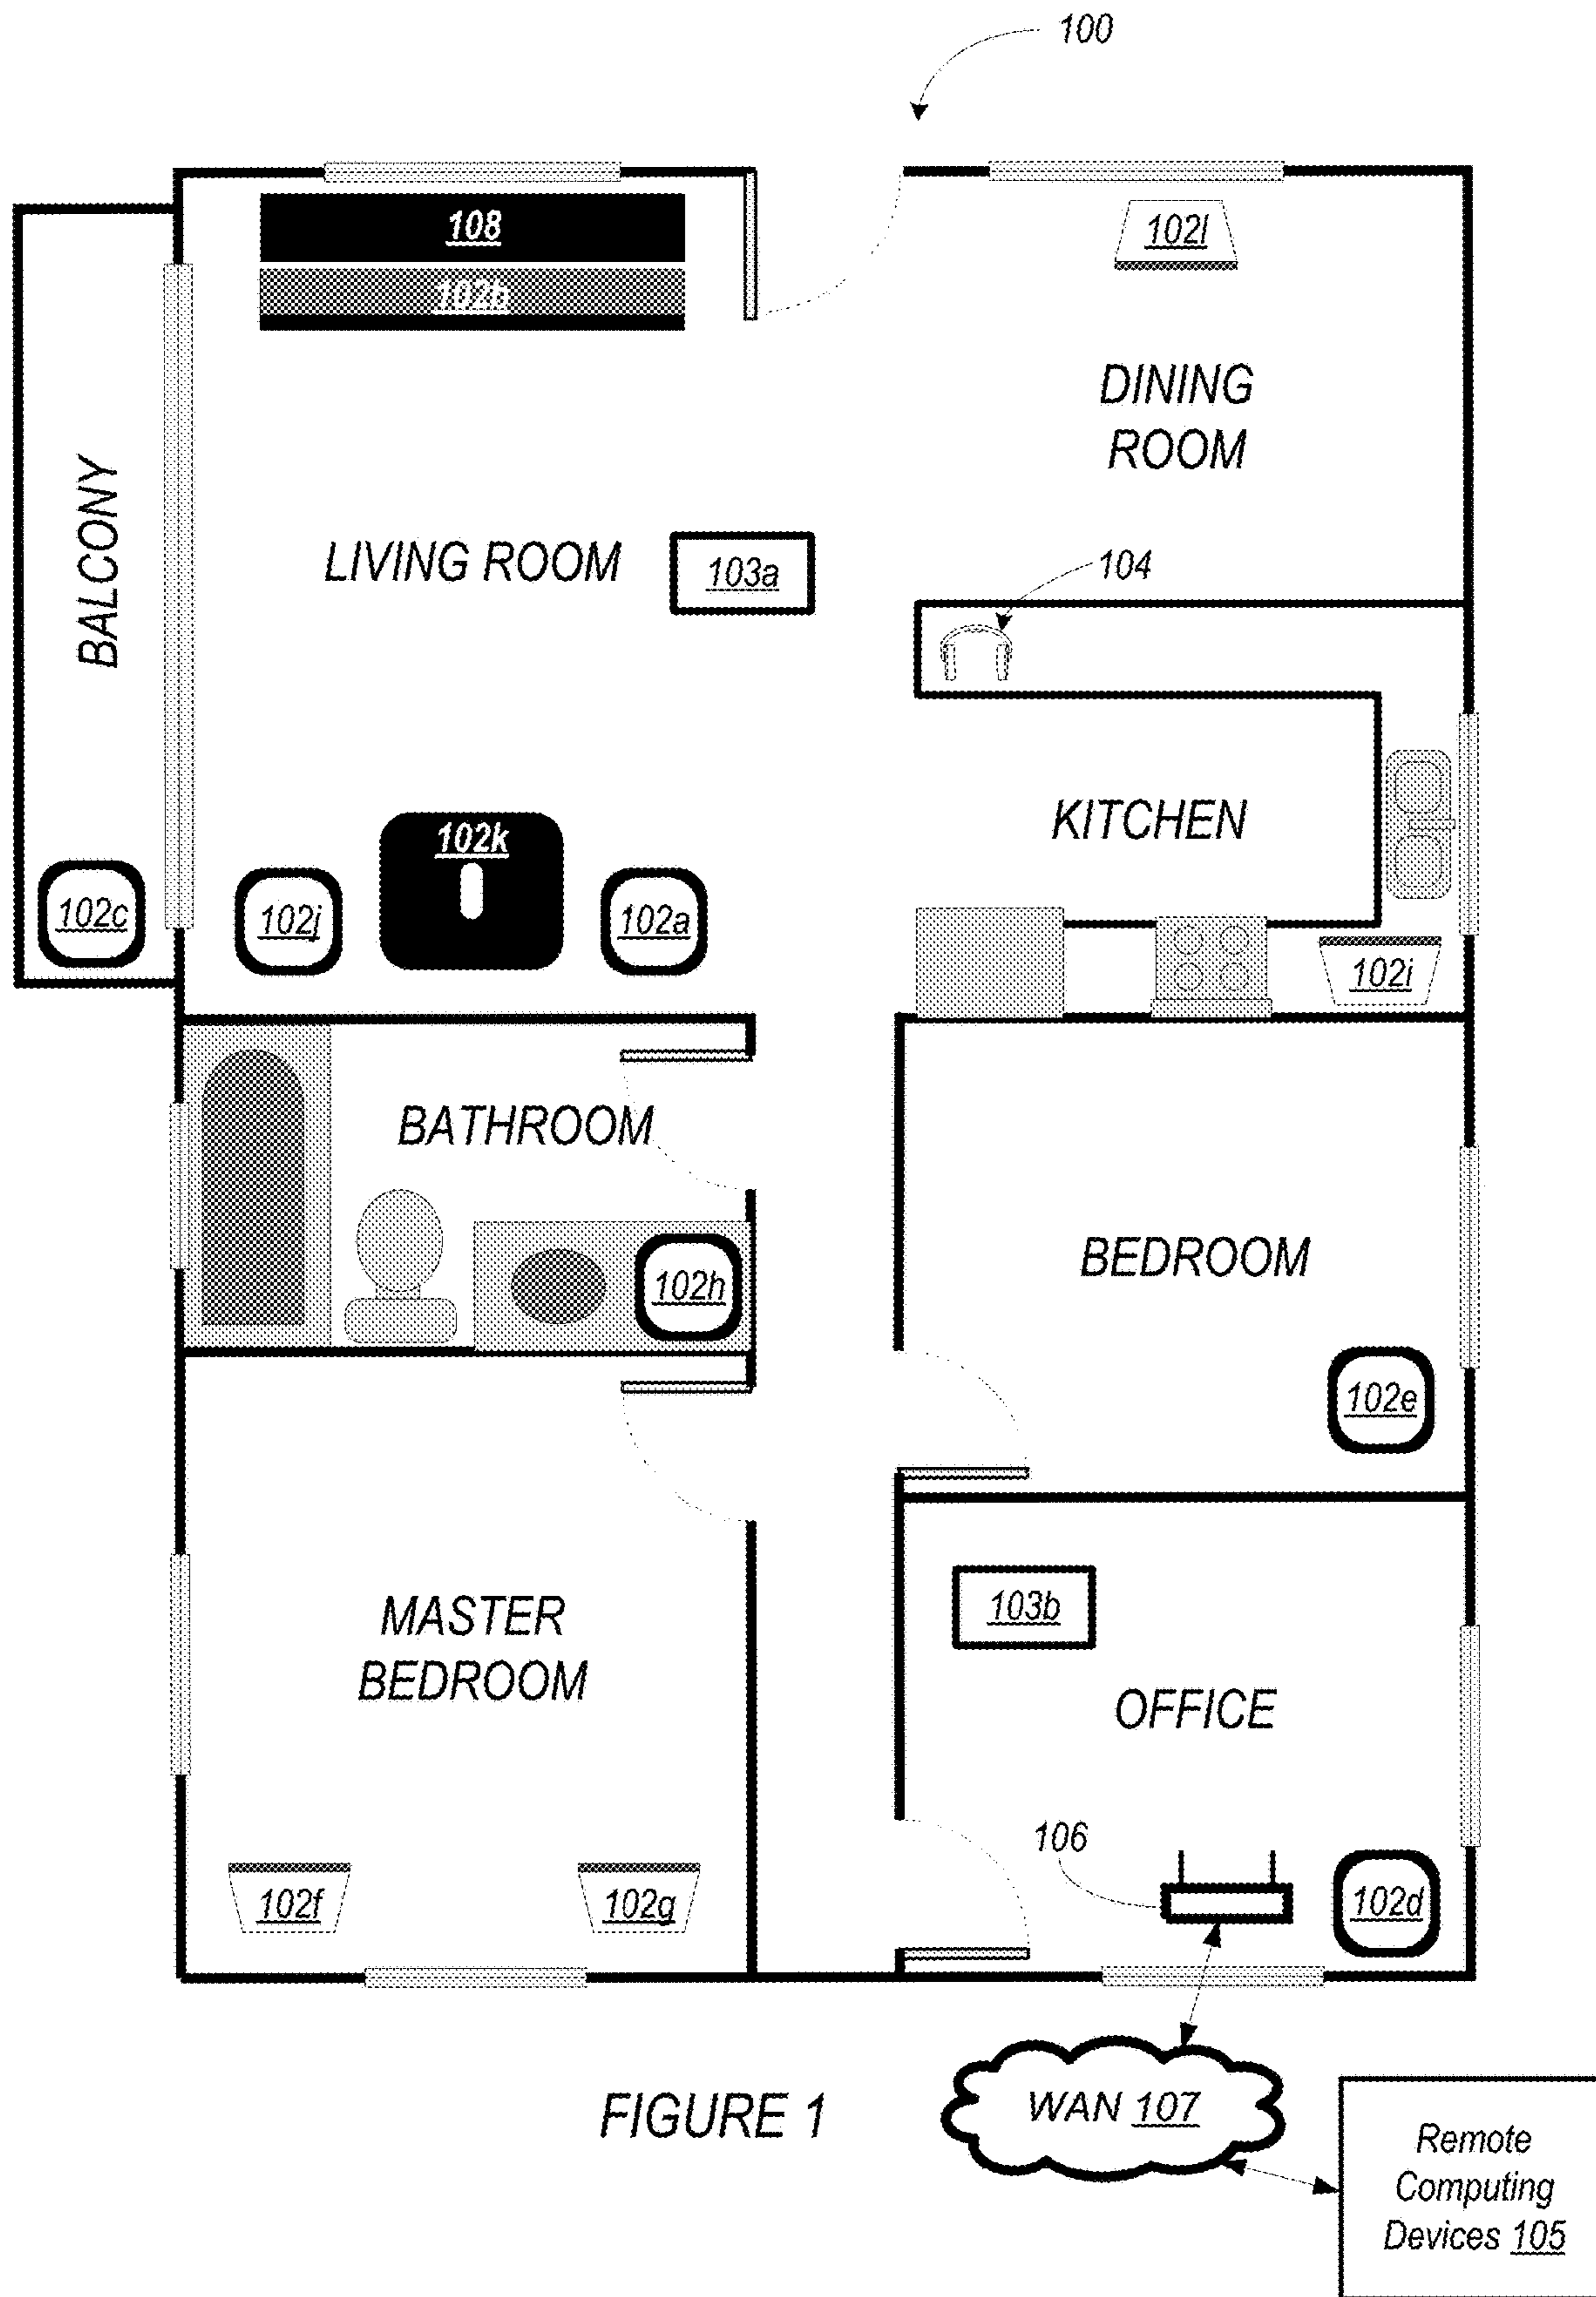 100
108
102l
102b
DINING
ROOM
BALCONY
LIVING ROOM
103a
104
KITCHEN
102k
102c
102j
102a
102i
BATHROOM
BEDROOM
102h
102e
103b
MASTER
BEDROOM
OFFICE
106
102f
102g
102d
FIGURE 1
WAN 107
Remote
Computing
Devices 105